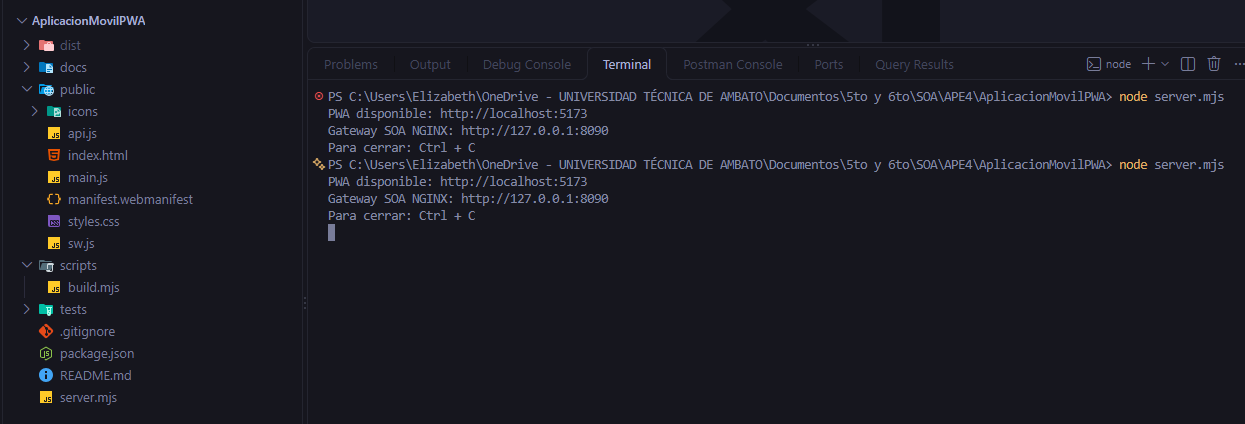 AplicacionMovilPWA
dist
docs
public
icons
api.js
index.html
main.js
manifest.webmanifest
styles.css
sw.js
scripts
build.mjs
tests
.gitignore
package.json
README.md
server.mjs
Problems Output Debug Console Terminal Postman Console Ports Query Results node
PS C:\Users\Elizabeth\OneDrive - UNIVERSIDAD TÉCNICA DE AMBATO\Documentos\5to y 6to\SOA\APE4\AplicacionMovilPWA> node server.mjs
PWA disponible: http://localhost:5173
Gateway SOA NGINX: http://127.0.0.1:8090
Para cerrar: Ctrl + C
PS C:\Users\Elizabeth\OneDrive - UNIVERSIDAD TÉCNICA DE AMBATO\Documentos\5to y 6to\SOA\APE4\AplicacionMovilPWA> node server.mjs
PWA disponible: http://localhost:5173
Gateway SOA NGINX: http://127.0.0.1:8090
Para cerrar: Ctrl + C